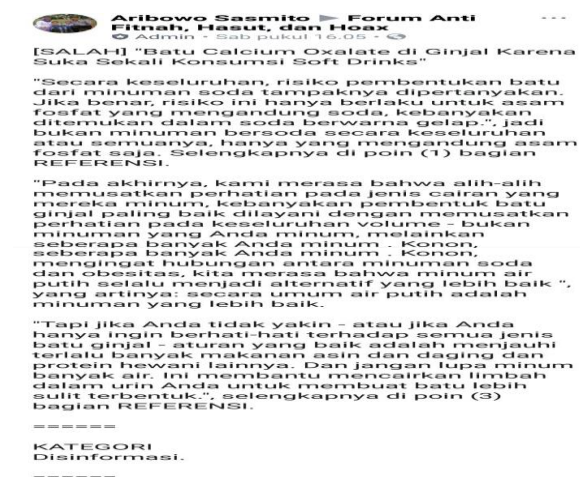 Aribowo Sasmito ▶ Forum Anti
Fitnah, Hasut, dan Hoax
Admin · Sab pukul 16.05 ·
[SALAH] "Batu Calcium Oxalate di Ginjal Karena
Suka Sekali Konsumsi Soft Drinks"
"Secara keseluruhan, risiko pembentukan batu
dari minuman soda tampaknya dipertanyakan.
Jika benar, risiko ini hanya berlaku untuk asam
fosfat yang mengandung soda, kebanyakan
ditemukan dalam soda berwarna gelap.", jadi
bukan minuman bersoda secara keseluruhan
atau semuanya, hanya yang mengandung asam
fosfat saja. Selengkapnya di poin (1) bagian
REFERENSI.
"Pada akhirnya, kami merasa bahwa alih-alih
memusatkan perhatian pada jenis cairan yang
mereka minum, kebanyakan pembentuk batu
ginjal paling baik dilayani dengan memusatkan
perhatian pada keseluruhan volume - bukan
minuman yang Anda minum, melainkan
seberapa banyak Anda minum . Konon,
seberapa banyak Anda minum . Konon,
mengingat hubungan antara minuman soda
dan obesitas, kita merasa bahwa minum air
putih selalu menjadi alternatif yang lebih baik ",
yang artinya: secara umum air putih adalah
minuman yang lebih baik.
"Tapi jika Anda tidak yakin - atau jika Anda
hanya ingin berhati-hati terhadap semua jenis
batu ginjal - aturan yang baik adalah menjauhi
terlalu banyak makanan asin dan daging dan
protein hewani lainnya. Dan jangan lupa minum
banyak air. Ini membantu mencairkan limbah
dalam urin Anda untuk membuat batu lebih
sulit terbentuk.", selengkapnya di poin (3)
bagian REFERENSI.
======
KATEGORI
Disinformasi.
======